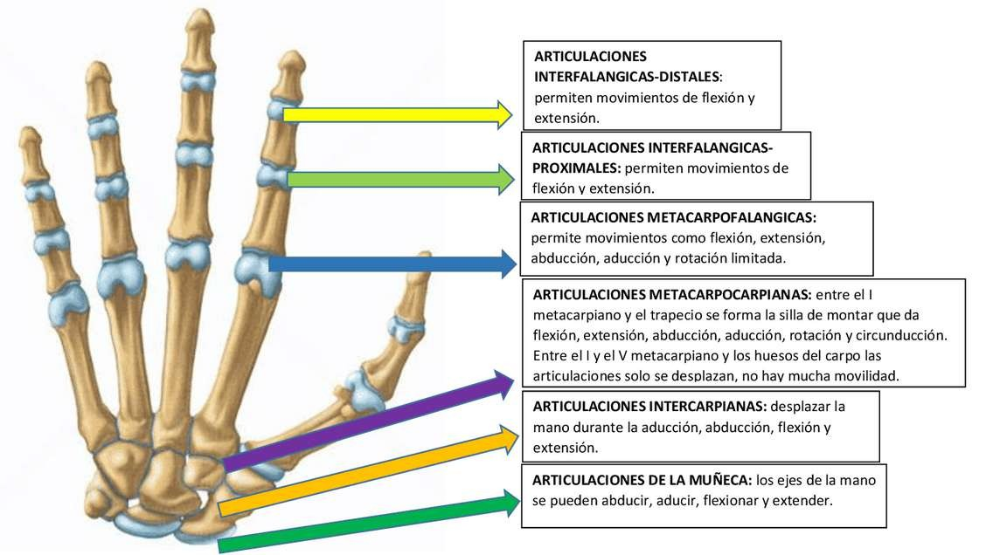 ARTICULACIONES
INTERFALANGICAS-DISTALES:
permiten movimientos de flexión y
extensión.
ARTICULACIONES INTERFALANGICAS-
PROXIMALES: permiten movimientos de
flexión y extensión.
ARTICULACIONES METACARPOFALANGICAS:
permite movimientos como flexión, extensión,
abducción, aducción y rotación limitada.
ARTICULACIONES METACARPOCARPIANAS: entre el I
metacarpiano y el trapecio se forma la silla de montar que da
flexión, extensión, abducción, aducción, rotación y circunducción.
Entre el I y el V metacarpiano y los huesos del carpo las
articulaciones solo se desplazan, no hay mucha movilidad.
ARTICULACIONES INTERCARPIANAS: desplazar la
mano durante la aducción, abducción, flexión y
extensión.
ARTICULACIONES DE LA MUÑECA: los ejes de la mano
se pueden abducir, aducir, flexionar y extender.